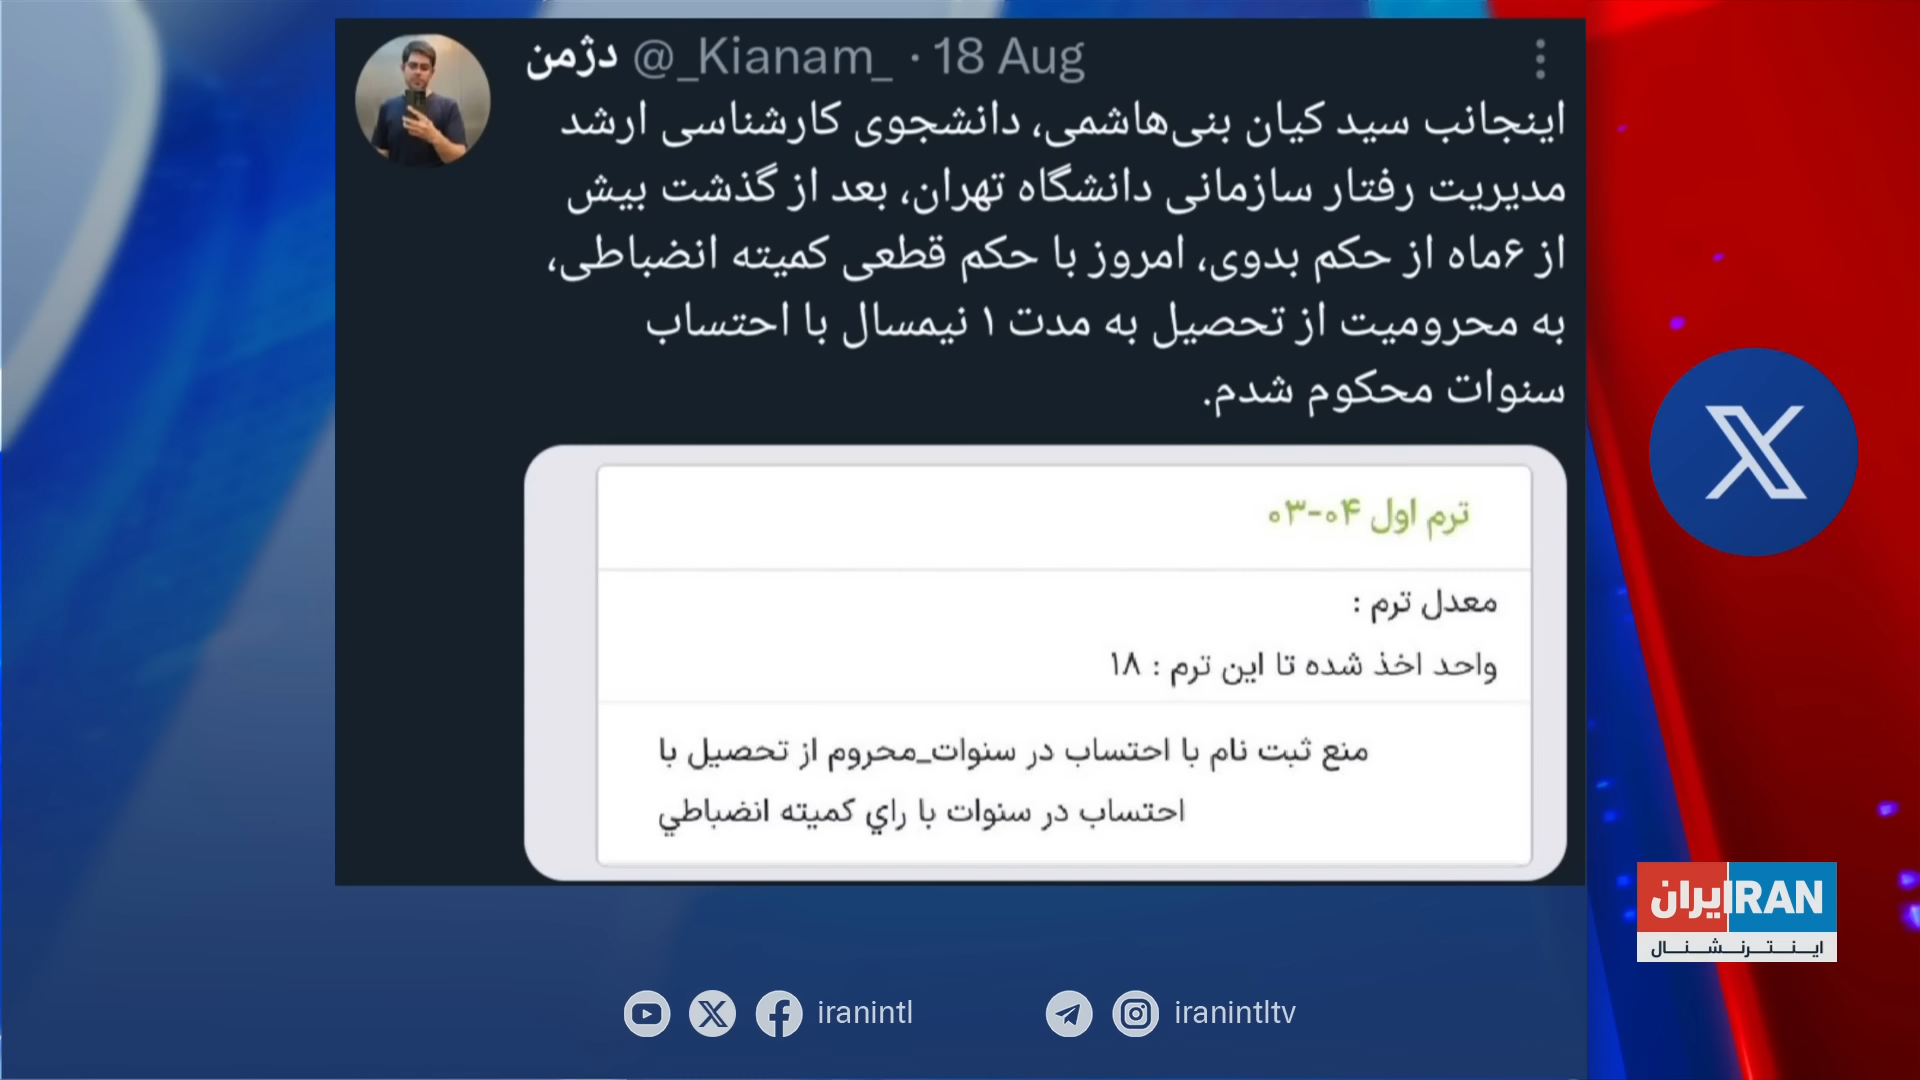 دژمن @_Kianam_ · 18 Aug
اینجانب سید کیان بنی‌هاشمی، دانشجوی کارشناسی ارشد
مدیریت رفتار سازمانی دانشگاه تهران، بعد از گذشت بیش
از ۶ماه از حکم بدوی، امروز با حکم قطعی کمیته انضباطی،
به محرومیت از تحصیل به مدت ۱ نیمسال با احتساب
سنوات محکوم شدم.
ترم اول ۰۴-۰۳
معدل ترم :
واحد اخذ شده تا این ترم : ۱۸
منع ثبت نام با احتساب در سنوات_محروم از تحصیل با
احتساب در سنوات با راي کمیته انضباطي
ایران IRAN
اینترنشنال
iranintl
iranintltv